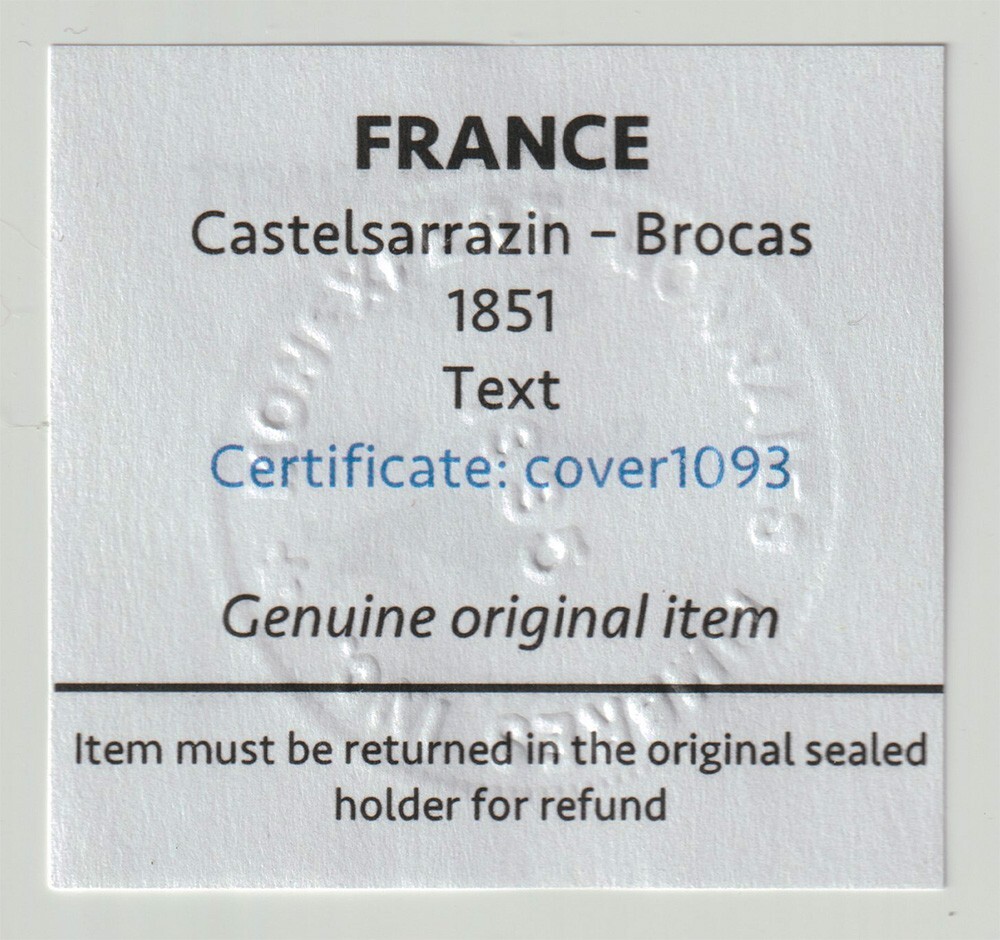 FRANCE
Castelsarrazin – Brocas
1851
Text
Certificate: cover1093
Genuine original item
Item must be returned in the original sealed
holder for refund